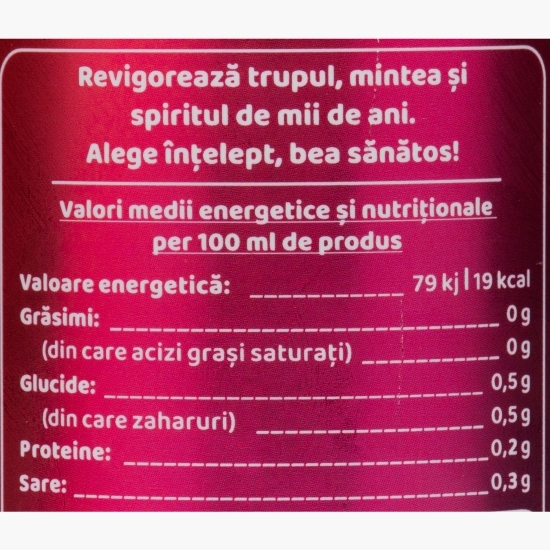 Revigorează trupul, mintea și
spiritul de mii de ani.
Alege înțelept, bea sănătos!
Valori medii energetice și nutriționale
per 100 ml de produs
Valoare energetică: 79 kj | 19 kcal
Grăsimi: 0 g
(din care acizi grași saturați) 0 g
Glucide: 0,5 g
(din care zaharuri) 0,5 g
Proteine: 0,2 g
Sare: 0,3 g